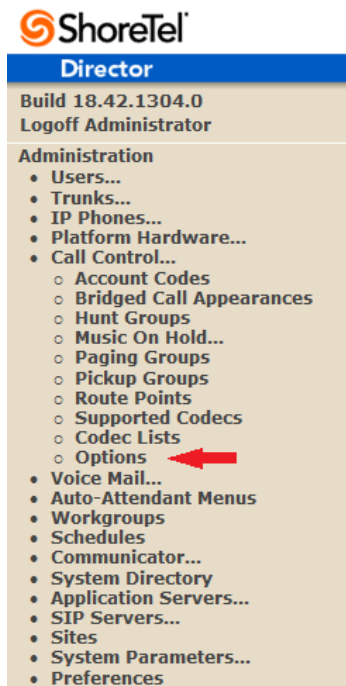 ShoreTel
Director
Build 18.42.1304.0
Logoff Administrator
Administration
Users...
Trunks...
IP Phones...
Platform Hardware...
Call Control...
Account Codes
Bridged Call Appearances
Hunt Groups
Music On Hold...
Paging Groups
Pickup Groups
Route Points
Supported Codecs
Codec Lists
Options
Voice Mail...
Auto-Attendant Menus
Workgroups
Schedules
Communicator...
System Directory
Application Servers...
SIP Servers...
Sites
System Parameters...
Preferences